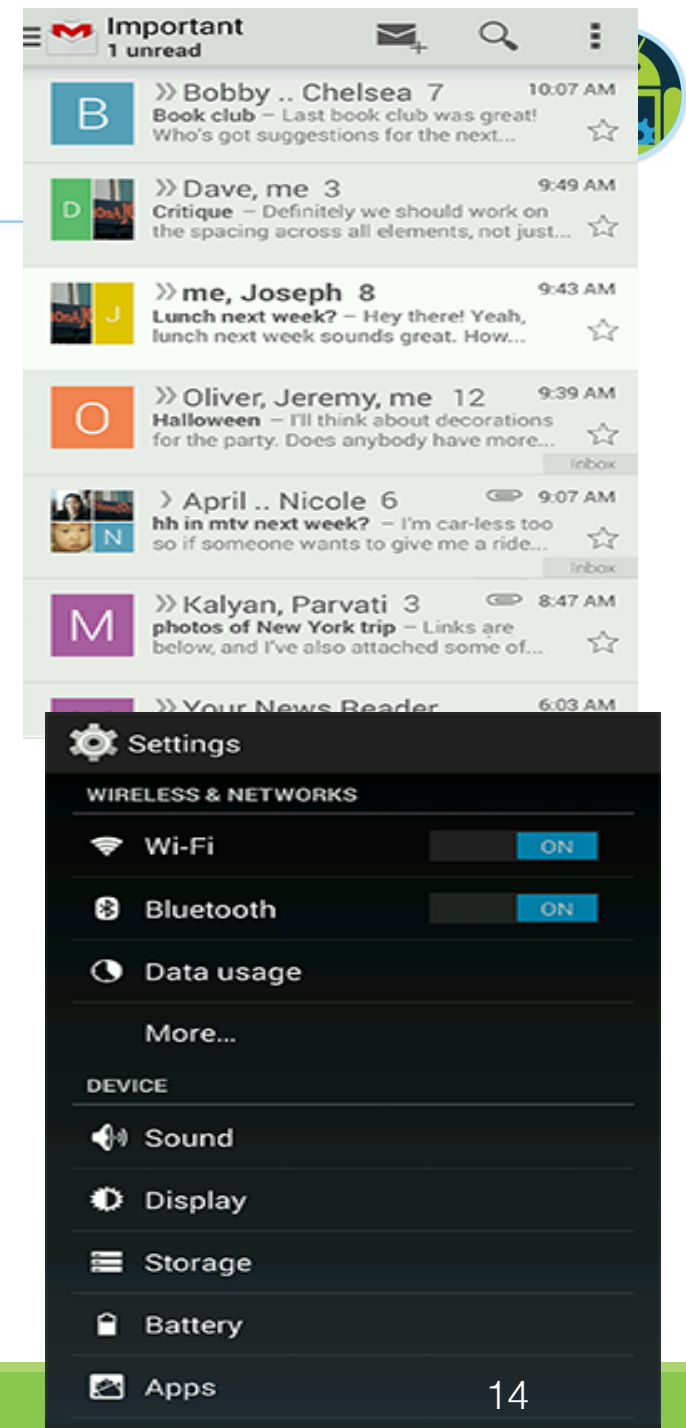 Important
1 unread
B
Bobby .. Chelsea 7 10:07 AM
Book club – Last book club was great!
Who's got suggestions for the next...
D
Dave, me 3 9:49 AM
Critique – Definitely we should work on
the spacing across all elements, not just...
J
me, Joseph 8 9:43 AM
Lunch next week? – Hey there! Yeah,
lunch next week sounds great. How...
O
Oliver, Jeremy, me 12 9:39 AM
Halloween – I'll think about decorations
for the party. Does anybody have more...
Inbox
N
April .. Nicole 6 9:07 AM
hh in mtv next week? – I'm car-less too
so if someone wants to give me a ride...
Inbox
M
Kalyan, Parvati 3 8:47 AM
photos of New York trip – Links are
below, and I've also attached some of...
Your News Reader 6:03 AM
Settings
WIRELESS & NETWORKS
Wi-Fi ON
Bluetooth ON
Data usage
More...
DEVICE
Sound
Display
Storage
Battery
Apps
14